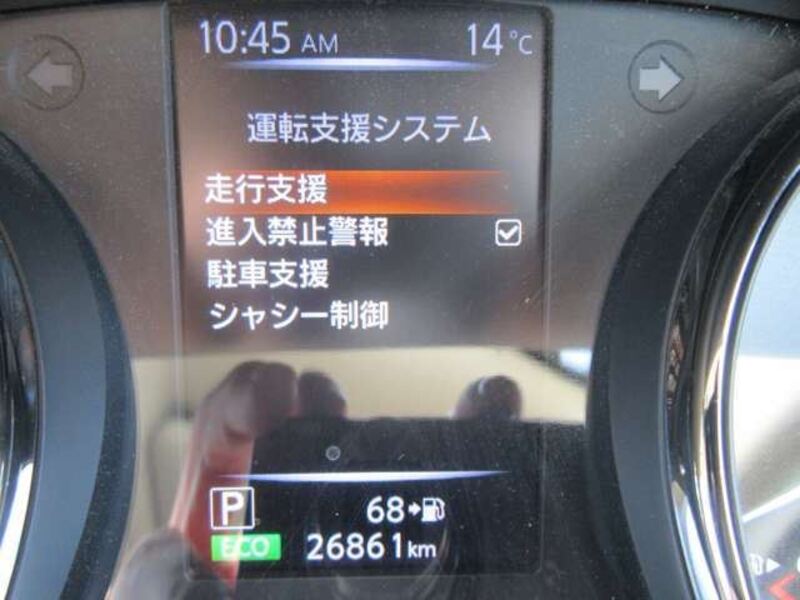 10:45 AM 14°C
運転支援システム
走行支援
進入禁止警報
駐車支援
シャシー制御
P 68
ECO 26861km